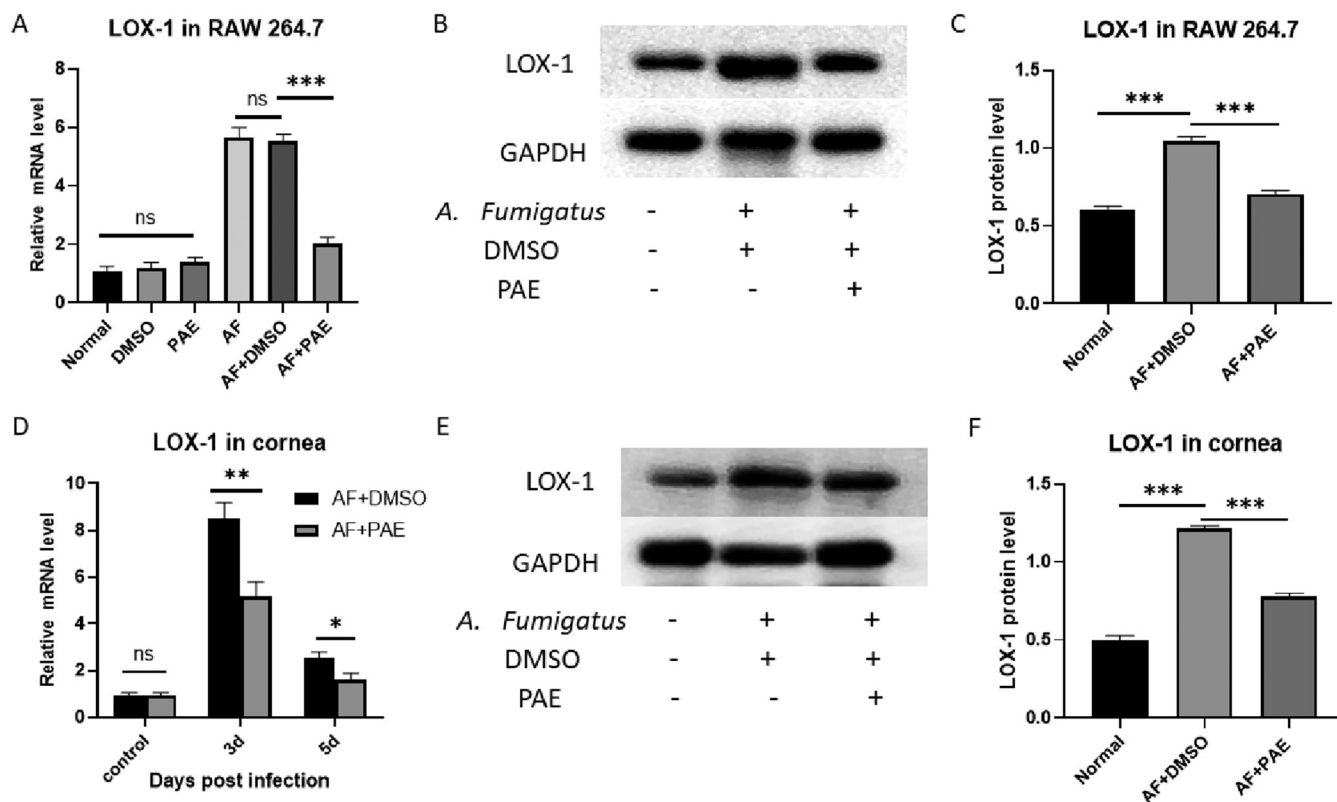 A
LOX-1 in RAW 264.7
Relative mRNA level
8
6
4
2
0
ns
ns
***
Normal
DMSO
PAE
AF
AF+DMSO
AF+PAE
B
LOX-1
GAPDH
A. Fumigatus - + +
DMSO - + +
PAE - - +
C
LOX-1 in RAW 264.7
LOX-1 protein level
1.5
1.0
0.5
0.0
***
***
Normal
AF+DMSO
AF+PAE
D
LOX-1 in cornea
Relative mRNA level
10
8
6
4
2
0
ns
**
*
AF+DMSO
AF+PAE
control
3d
5d
Days post infection
E
LOX-1
GAPDH
A. Fumigatus - + +
DMSO - + +
PAE - - +
F
LOX-1 in cornea
LOX-1 protein level
1.5
1.0
0.5
0.0
***
***
Normal
AF+DMSO
AF+PAE